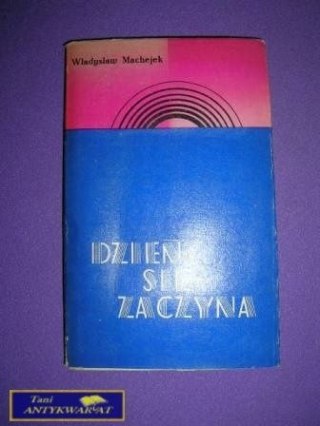 Władysław Machejek
DZIEŃ
SIĘ
ZACZYNA
Tani
ANTYKWARIAT